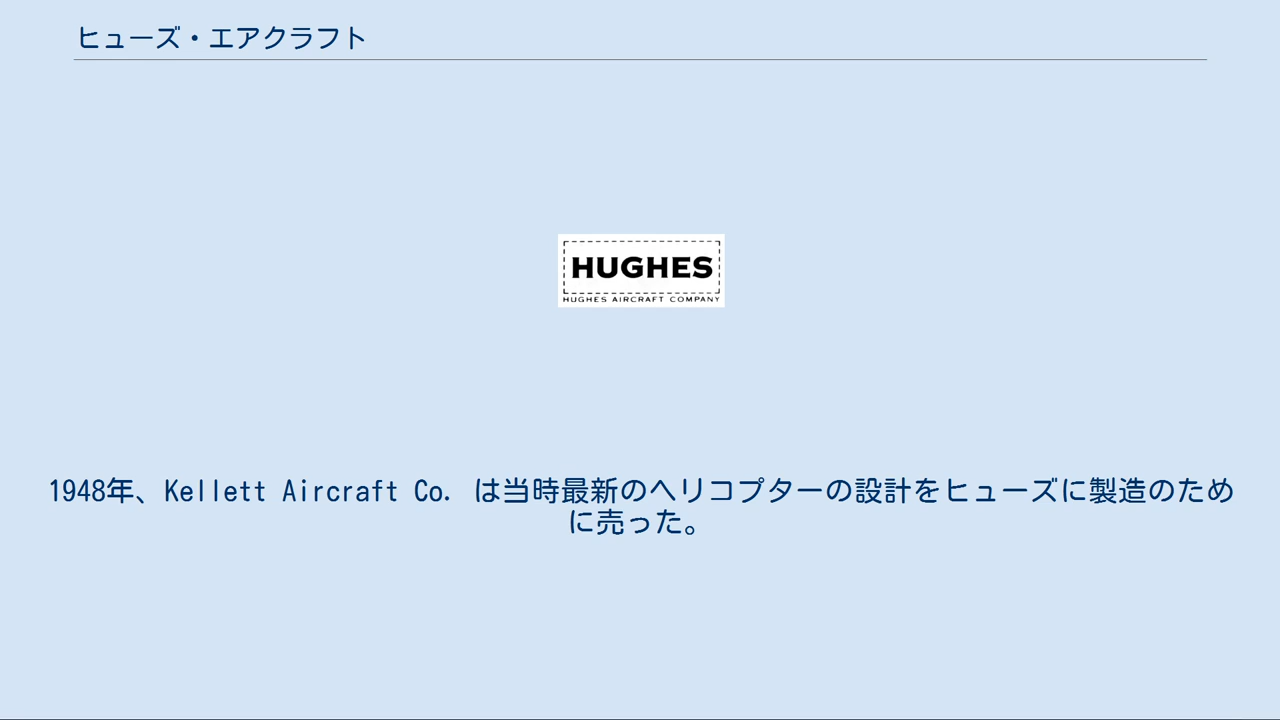 ヒューズ・エアクラフト
HUGHES
HUGHES AIRCRAFT COMPANY
1948年、Kellett Aircraft Co. は当時最新のヘリコプターの設計をヒューズに製造のため
に売った。